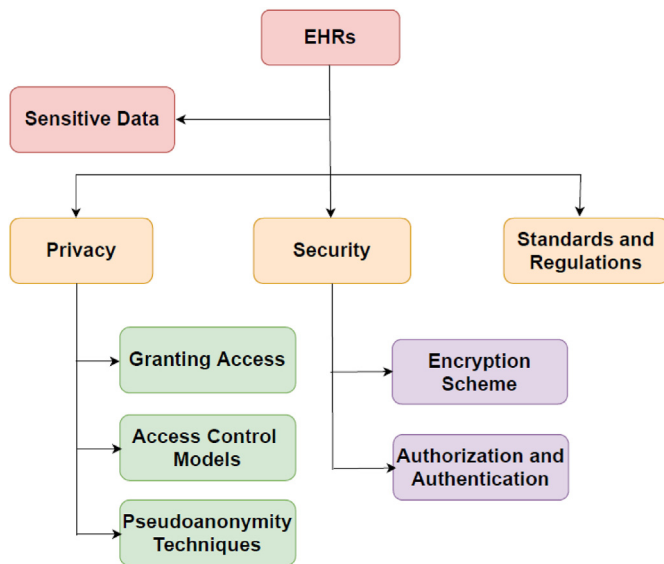 EHRs
Sensitive Data
Privacy
Security
Standards and
Regulations
Granting Access
Access Control
Models
Pseudoanonymity
Techniques
Encryption
Scheme
Authorization and
Authentication